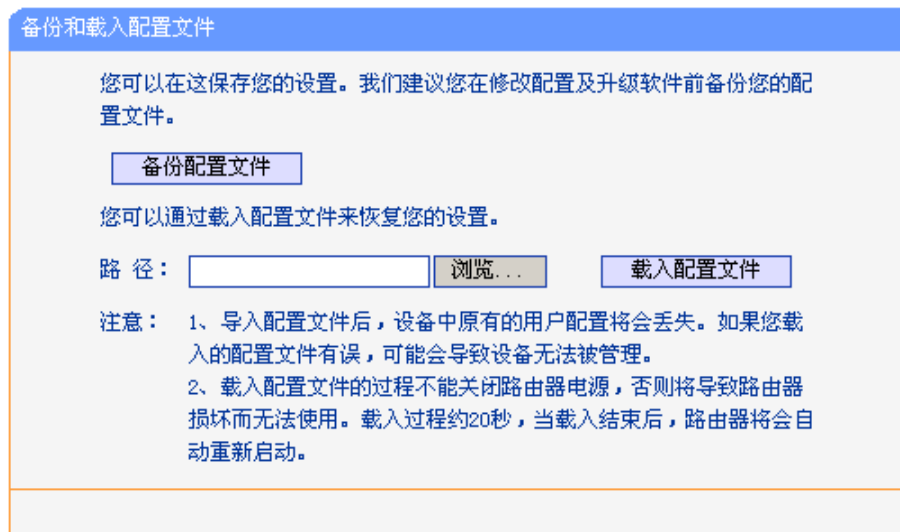 备份和载入配置文件
您可以在这保存您的设置。我们建议您在修改配置及升级软件前备份您的配
置文件。
备份配置文件
您可以通过载入配置文件来恢复您的设置。
路 径： 浏览... 载入配置文件
注意： 1、导入配置文件后，设备中原有的用户配置将会丢失。如果您载
入的配置文件有误，可能会导致设备无法被管理。
2、载入配置文件的过程不能关闭路由器电源，否则将导致路由器
损坏而无法使用。载入过程约20秒，当载入结束后，路由器将会自
动重新启动。